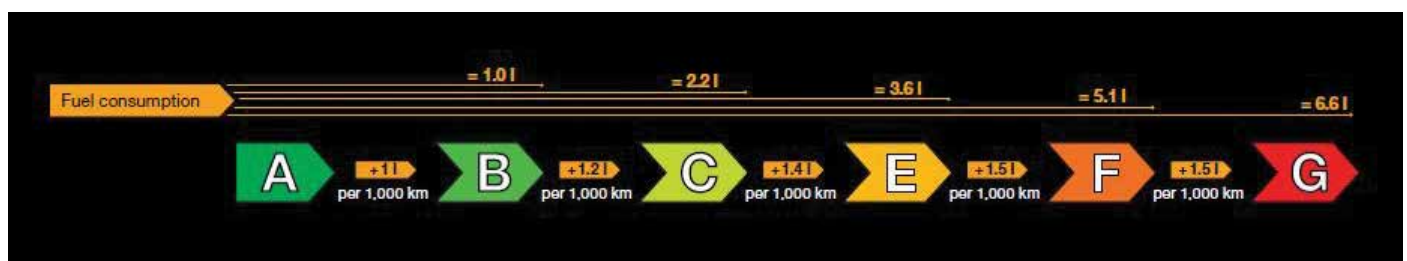 = 1.0 l
= 2.2 l
= 3.6 l
= 5.1 l
= 6.6 l
Fuel consumption
A
+1 l
per 1,000 km
B
+1.2 l
per 1,000 km
C
+1.4 l
per 1,000 km
E
+1.5 l
per 1,000 km
F
+1.5 l
per 1,000 km
G